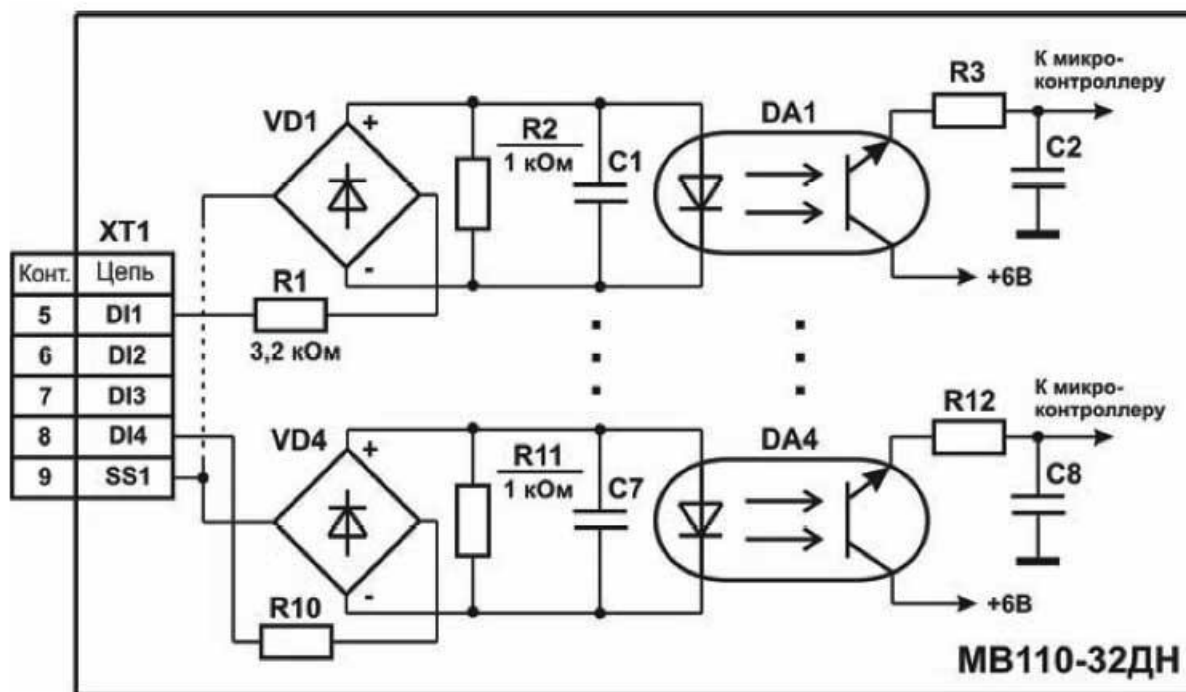 К микро-
контроллеру
R3
DA1
VD1
+
R2
1 кОм
C1
C2
-
+6В
XT1
Конт. Цепь
5 DI1
6 DI2
7 DI3
8 DI4
9 SS1
R1
3,2 кОм
К микро-
контроллеру
R12
DA4
VD4
+
R11
1 кОм
C7
C8
-
+6В
R10
МВ110-32ДН